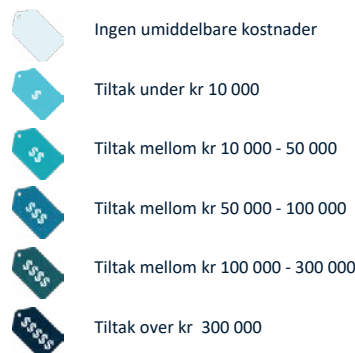 Ingen umiddelbare kostnader
$
Tiltak under kr 10 000
$$
Tiltak mellom kr 10 000 - 50 000
$$$
Tiltak mellom kr 50 000 - 100 000
$$$$
Tiltak mellom kr 100 000 - 300 000
$$$$$
Tiltak over kr  300 000